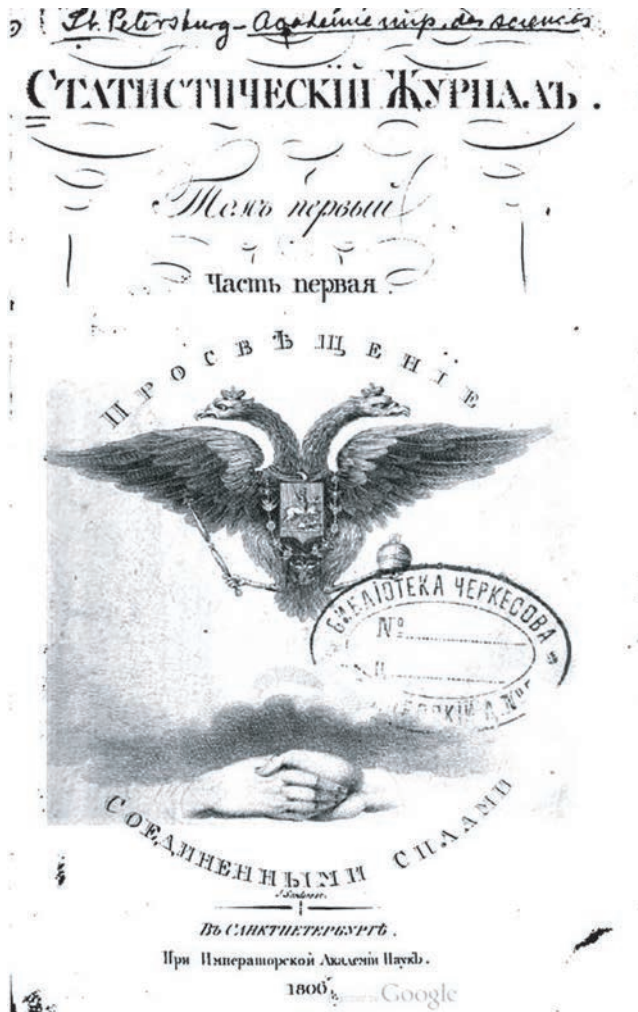 St. Petersburg - Académie imp. des sciences
Статистическій Журналъ.
Томъ первый
Часть первая.
ПРОСВѢЩЕНІЕ
БИБЛІОТЕКА ЧЕРКЕСОВА
№
СОЕДИНЕННЫМИ СИЛАМИ
Въ САНКТПЕТЕРБУРГѢ.
При Императорской Академіи Наукъ.
1806
Google